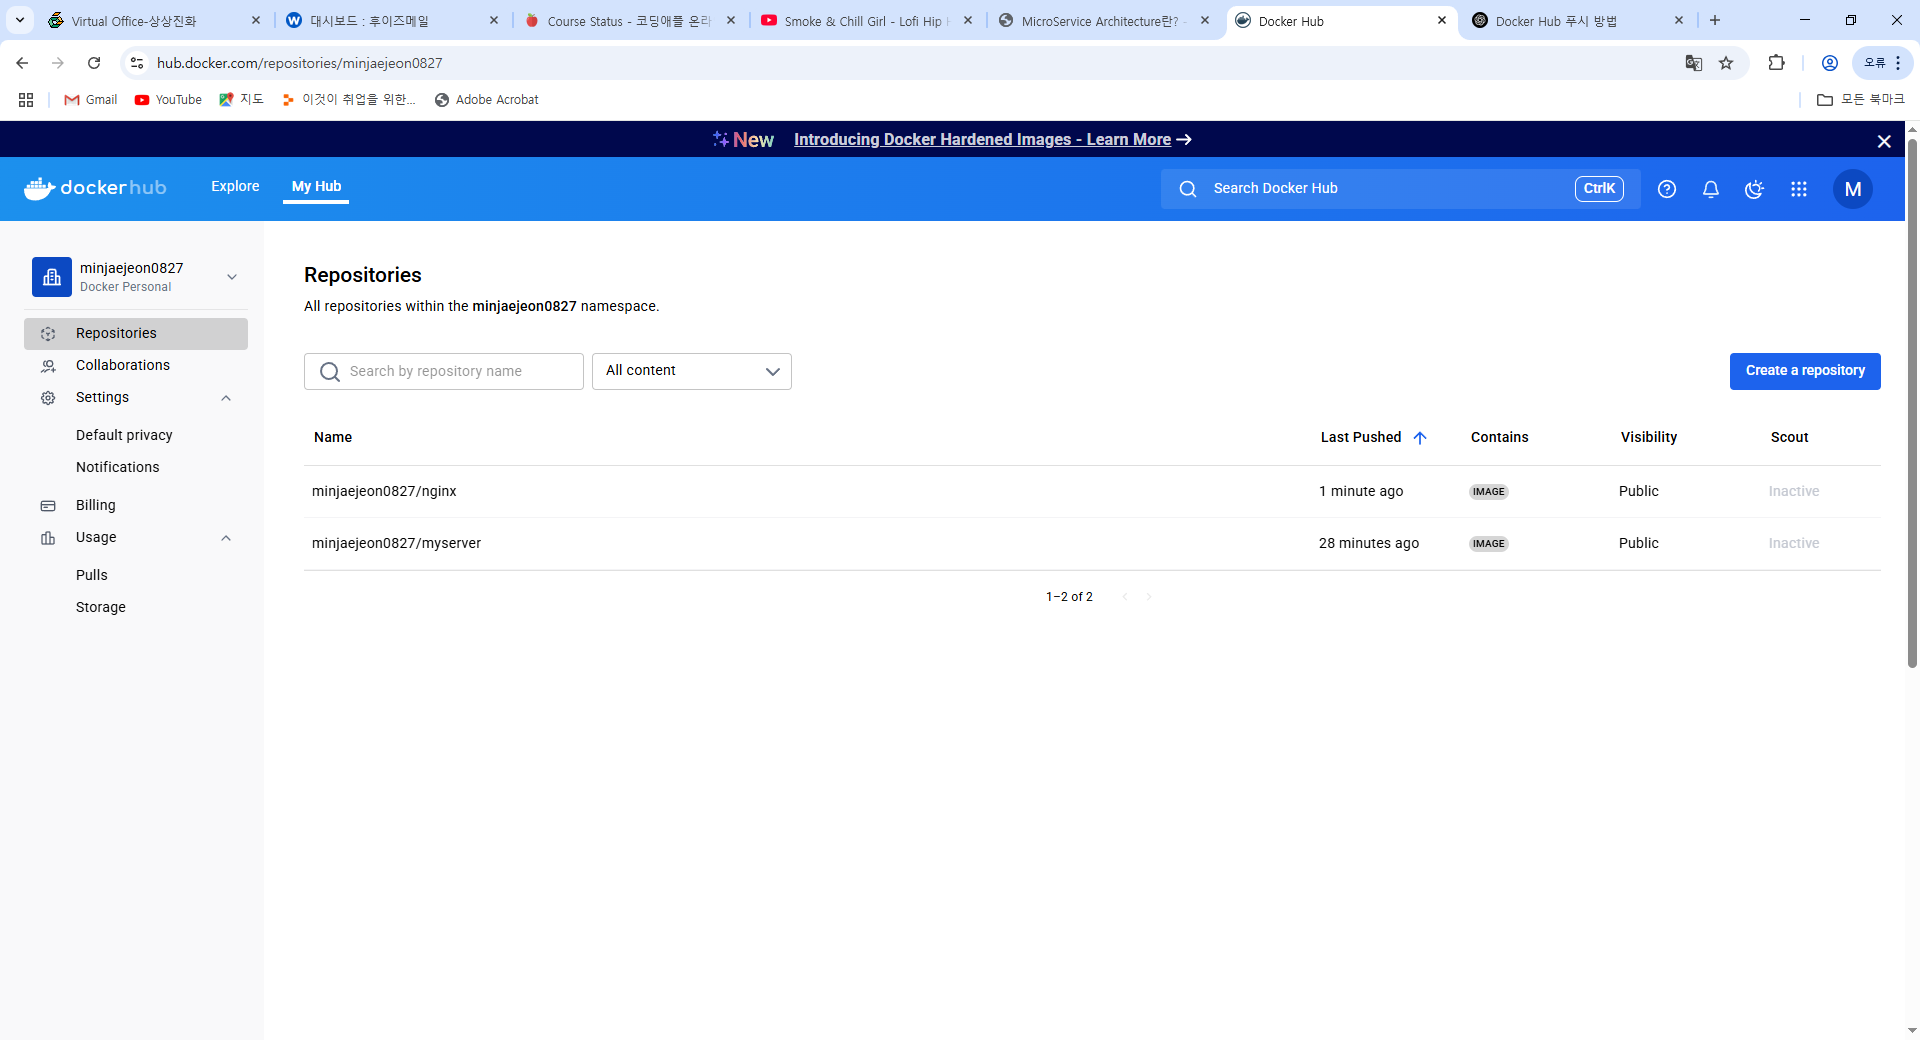 Virtual Office-상상진화
대시보드 : 후이즈메일
Course Status - 코딩애플 온라
Smoke & Chill Girl - Lofi Hip H
MicroService Architecture란? -
Docker Hub
Docker Hub 푸시 방법
hub.docker.com/repositories/minjaejeon0827
오류
Gmail
YouTube
지도
이것이 취업을 위한...
Adobe Acrobat
모든 북마크
New Introducing Docker Hardened Images - Learn More →
dockerhub
Explore
My Hub
Search Docker Hub
CtrlK
M
minjaejeon0827
Docker Personal
Repositories
Collaborations
Settings
Default privacy
Notifications
Billing
Usage
Pulls
Storage
Repositories
All repositories within the minjaejeon0827 namespace.
Search by repository name
All content
Create a repository
Name Last Pushed Contains Visibility Scout
minjaejeon0827/nginx 1 minute ago IMAGE Public Inactive
minjaejeon0827/myserver 28 minutes ago IMAGE Public Inactive
1–2 of 2